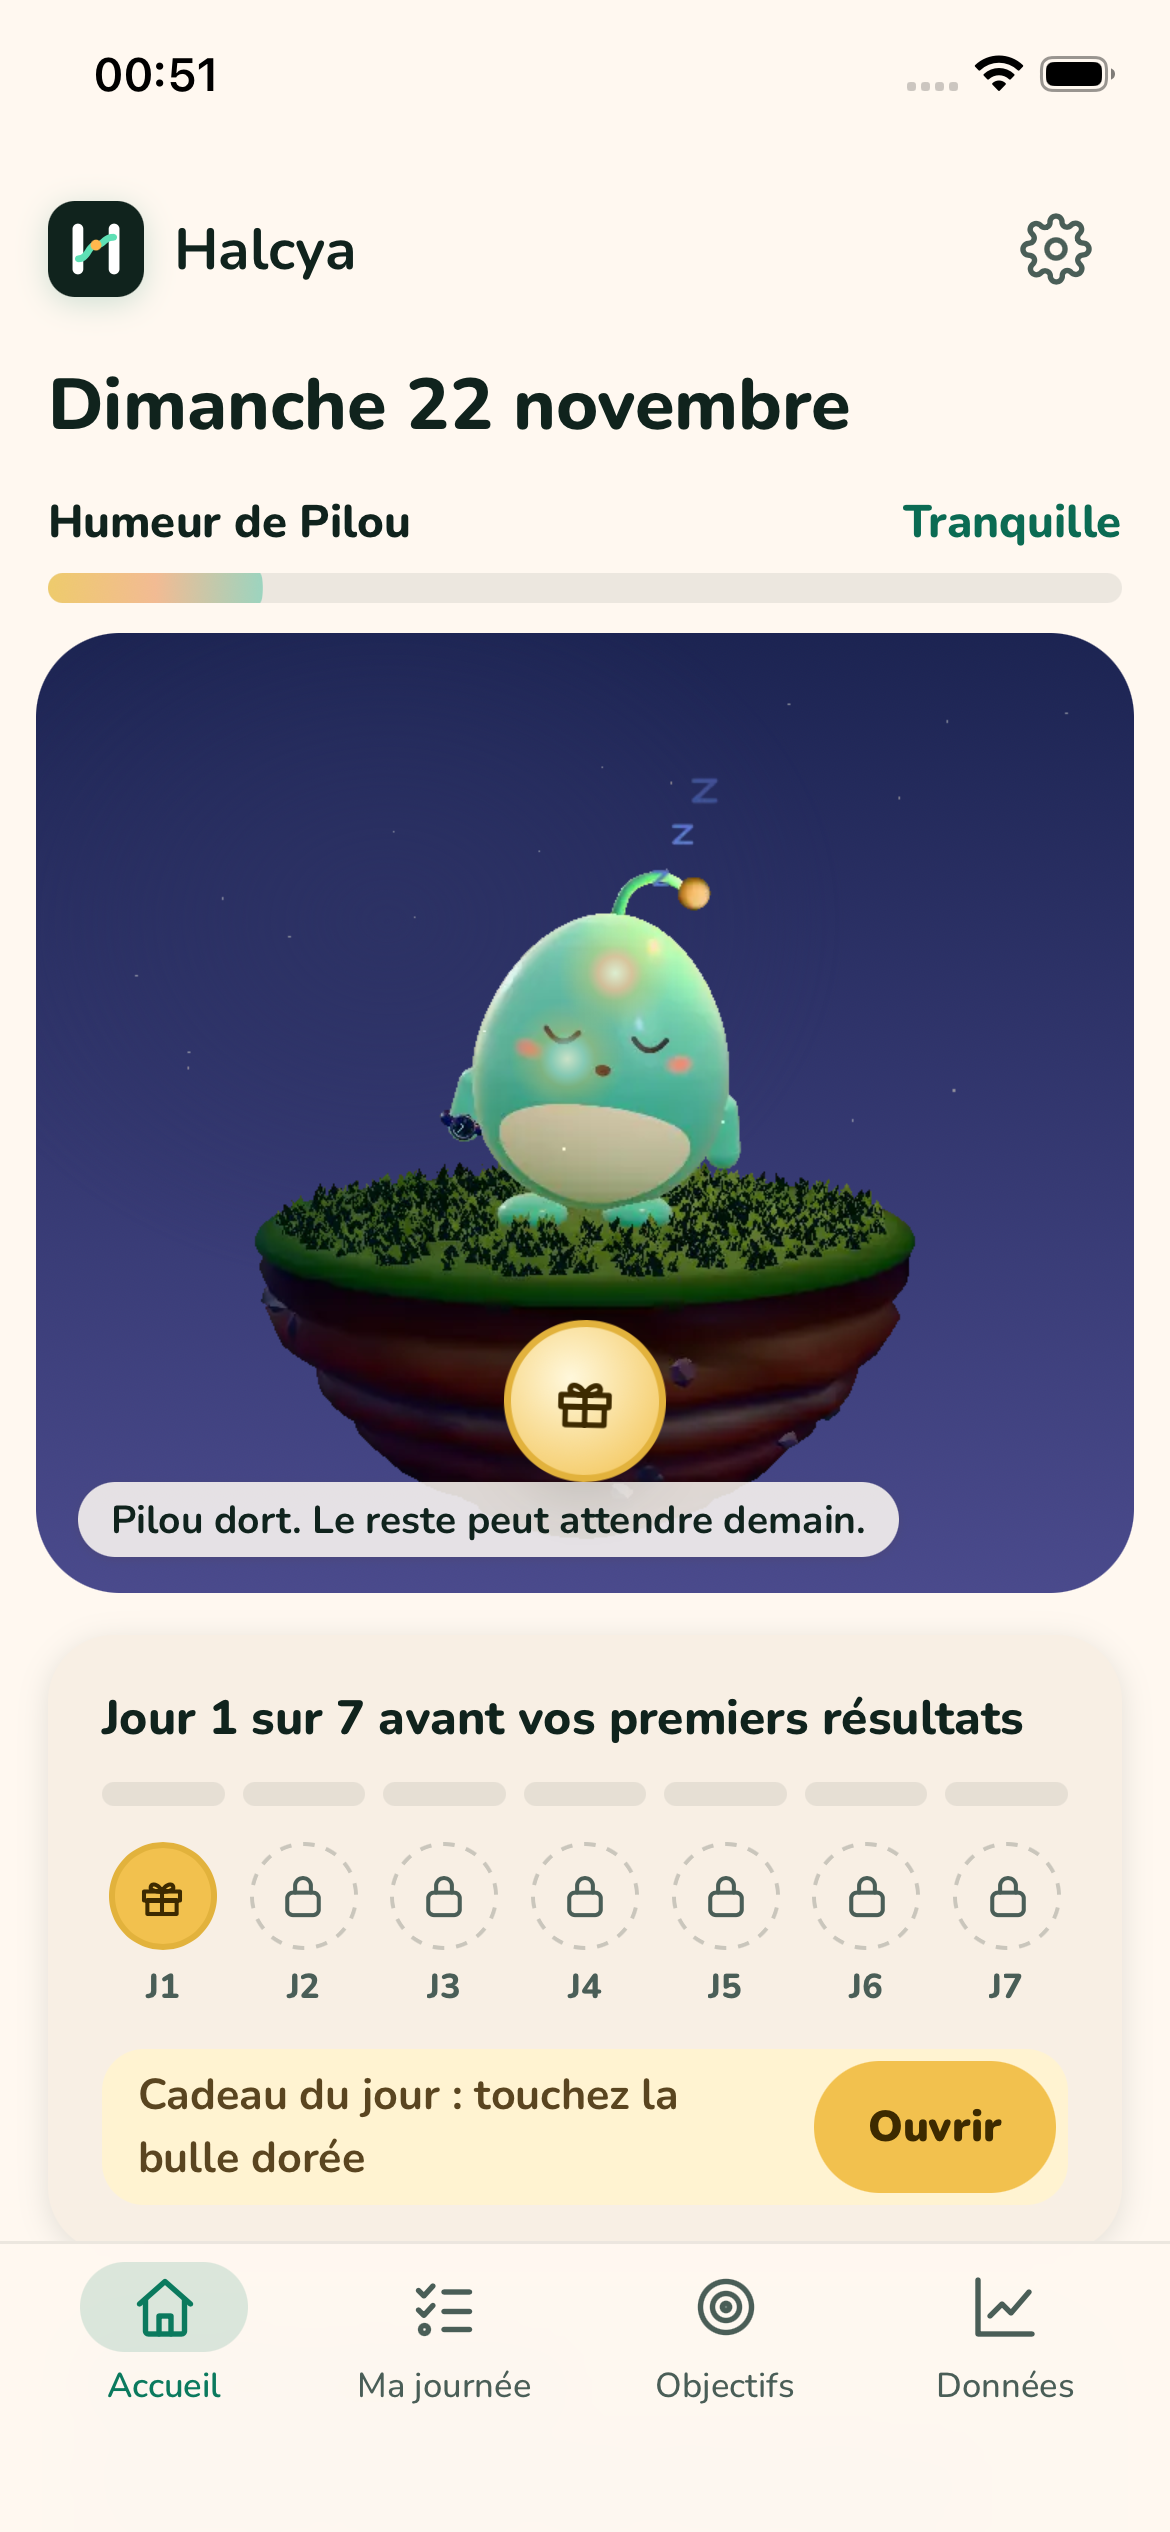 00:51
Halcya
Dimanche 22 novembre
Humeur de Pilou
Tranquille
z
z
z
Pilou dort. Le reste peut attendre demain.
Jour 1 sur 7 avant vos premiers résultats
J1
J2
J3
J4
J5
J6
J7
Cadeau du jour : touchez la
bulle dorée
Ouvrir
Accueil
Ma journée
Objectifs
Données